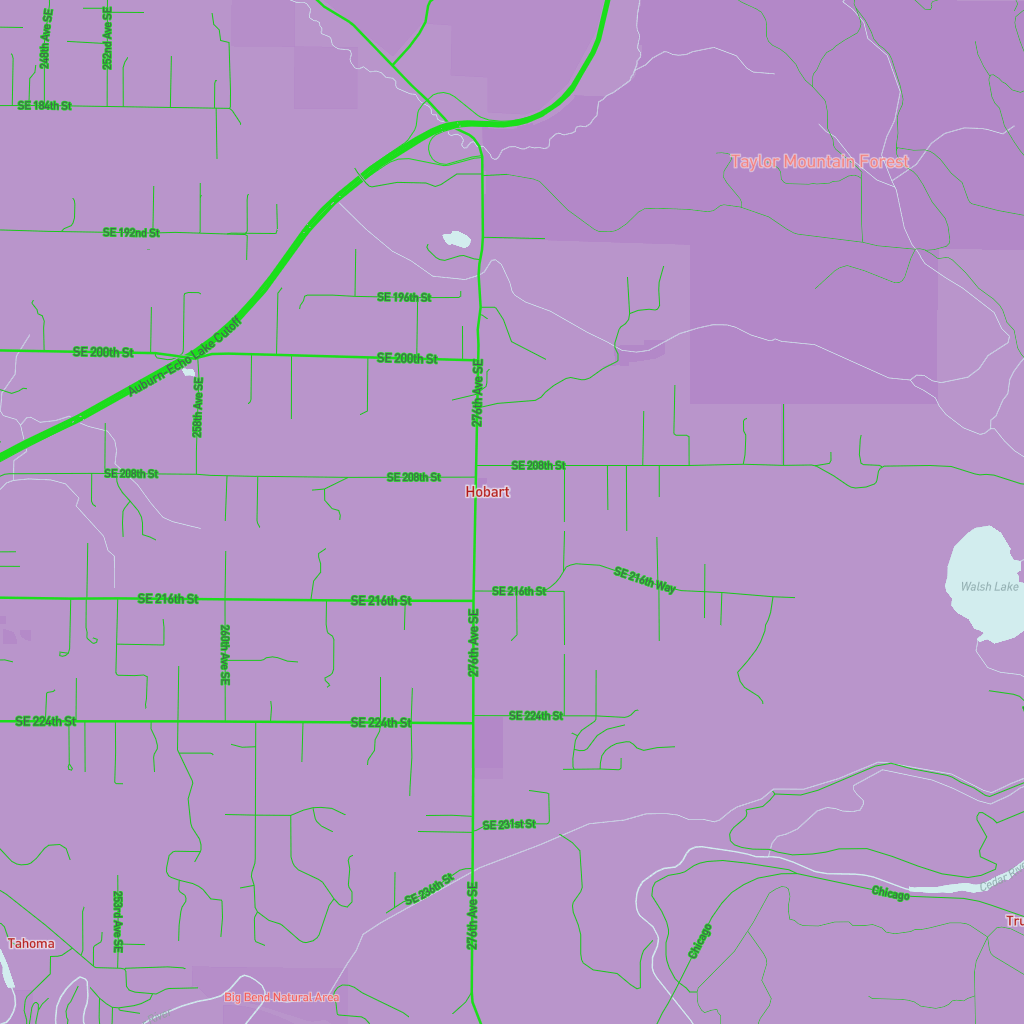 248th Ave SE
252nd Ave SE
SE 184th St
Taylor Mountain Forest
SE 192nd St
SE 196th St
Auburn-Echo Lake Cutoff
SE 200th St
SE 200th St
276th Ave SE
258th Ave SE
SE 208th St
SE 208th St
SE 208th St
Hobart
SE 216th Way
Walsh Lake
SE 216th St
SE 216th St
SE 216th St
276th Ave SE
260th Ave SE
SE 224th St
SE 224th St
SE 224th St
SE 231st St
SE 236th St
Chicago
276th Ave SE
253rd Ave SE
Chicago
Tahoma
Tru
Big Bend Natural Area